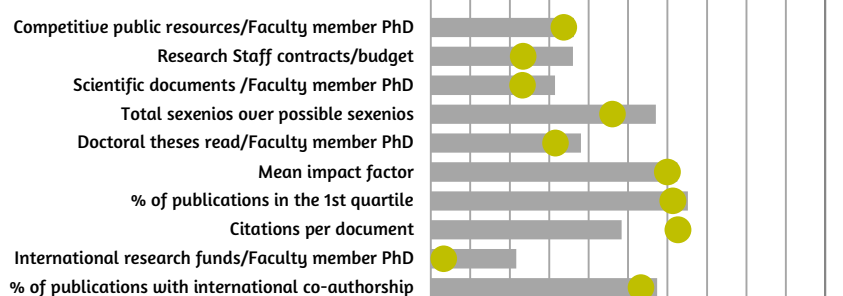 Competitive public resources/Faculty member PhD
Research Staff contracts/budget
Scientific documents /Faculty member PhD
Total sexenios over possible sexenios
Doctoral theses read/Faculty member PhD
Mean impact factor
% of publications in the 1st quartile
Citations per document
International research funds/Faculty member PhD
% of publications with international co-authorship